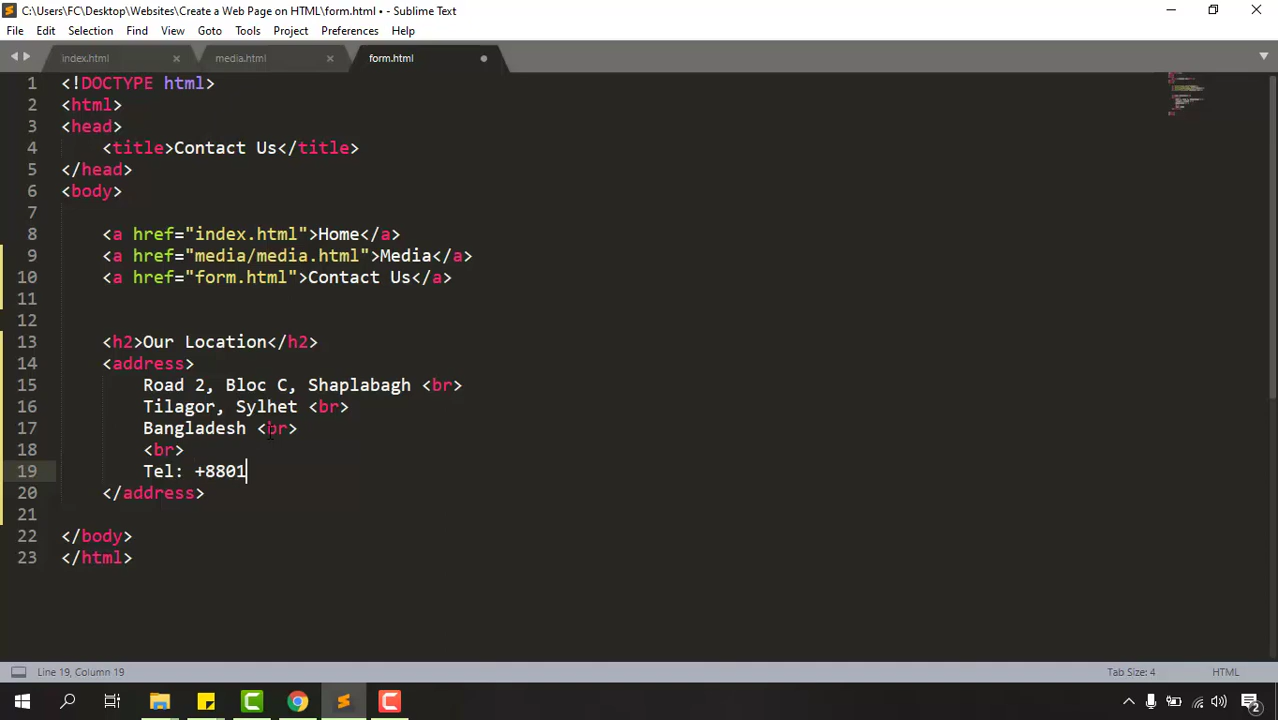 C:\Users\FC\Desktop\Websites\Create a Web Page on HTML\form.html • - Sublime Text
File Edit Selection Find View Goto Tools Project Preferences Help
index.html media.html form.html
1 <!DOCTYPE html>
2 <html>
3 <head>
4 <title>Contact Us</title>
5 </head>
6 <body>
7
8 <a href="index.html">Home</a>
9 <a href="media/media.html">Media</a>
10 <a href="form.html">Contact Us</a>
11
12
13 <h2>Our Location</h2>
14 <address>
15 Road 2, Bloc C, Shaplabagh <br>
16 Tilagor, Sylhet <br>
17 Bangladesh <br>
18 <br>
19 Tel: +8801
20 </address>
21
22 </body>
23 </html>
Line 19, Column 19 Tab Size: 4 HTML
2